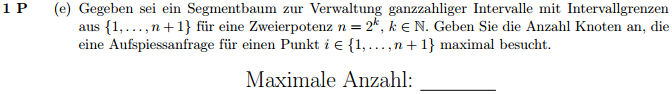 1 P (e) Gegeben sei ein Segmentbaum zur Verwaltung ganzzahliger Intervalle mit Intervallgrenzen
aus {1, . . . , n + 1} für eine Zweierpotenz n = 2^k, k ∈ ℕ. Geben Sie die Anzahl Knoten an, die
eine Aufspiessanfrage für einen Punkt i ∈ {1, . . . , n + 1} maximal besucht.
Maximale Anzahl: ______